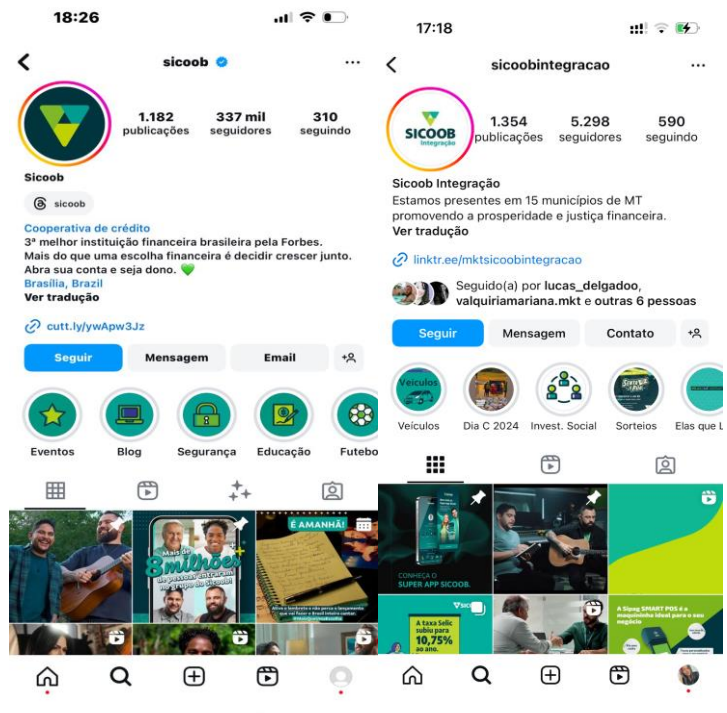 18:26
sicoob
1.182
publicações
337 mil
seguidores
310
seguindo
Sicoob
sicoob
Cooperativa de crédito
3ª melhor instituição financeira brasileira pela Forbes.
Mais do que uma escolha financeira é decidir crescer junto.
Abra sua conta e seja dono. 💚
Brasília, Brazil
Ver tradução
cutt.ly/ywApw3Jz
Seguir
Mensagem
Email
Eventos
Blog
Segurança
Educação
Futebo
Mais de
8 milhões
de pessoas entraram
no grupo do Sicoob!
É AMANHÃ!
17:18
sicoobintegracao
SICOOB
Integração
1.354
publicações
5.298
seguidores
590
seguindo
Sicoob Integração
Estamos presentes em 15 municípios de MT
promovendo a prosperidade e justiça financeira.
Ver tradução
linktr.ee/mktsicoobintegracao
Seguido(a) por lucas_delgadoo,
valquiriamariana.mkt e outras 6 pessoas
Seguir
Mensagem
Contato
Veículos
Veículos
Dia C 2024
Invest. Social
Sorteios
Elas que L
CONHEÇA O
SUPER APP SICOOB.
A taxa Selic
subiu para
10,75%
ao ano.
A Sipag SMART POS é a
maquininha ideal para o seu
negócio